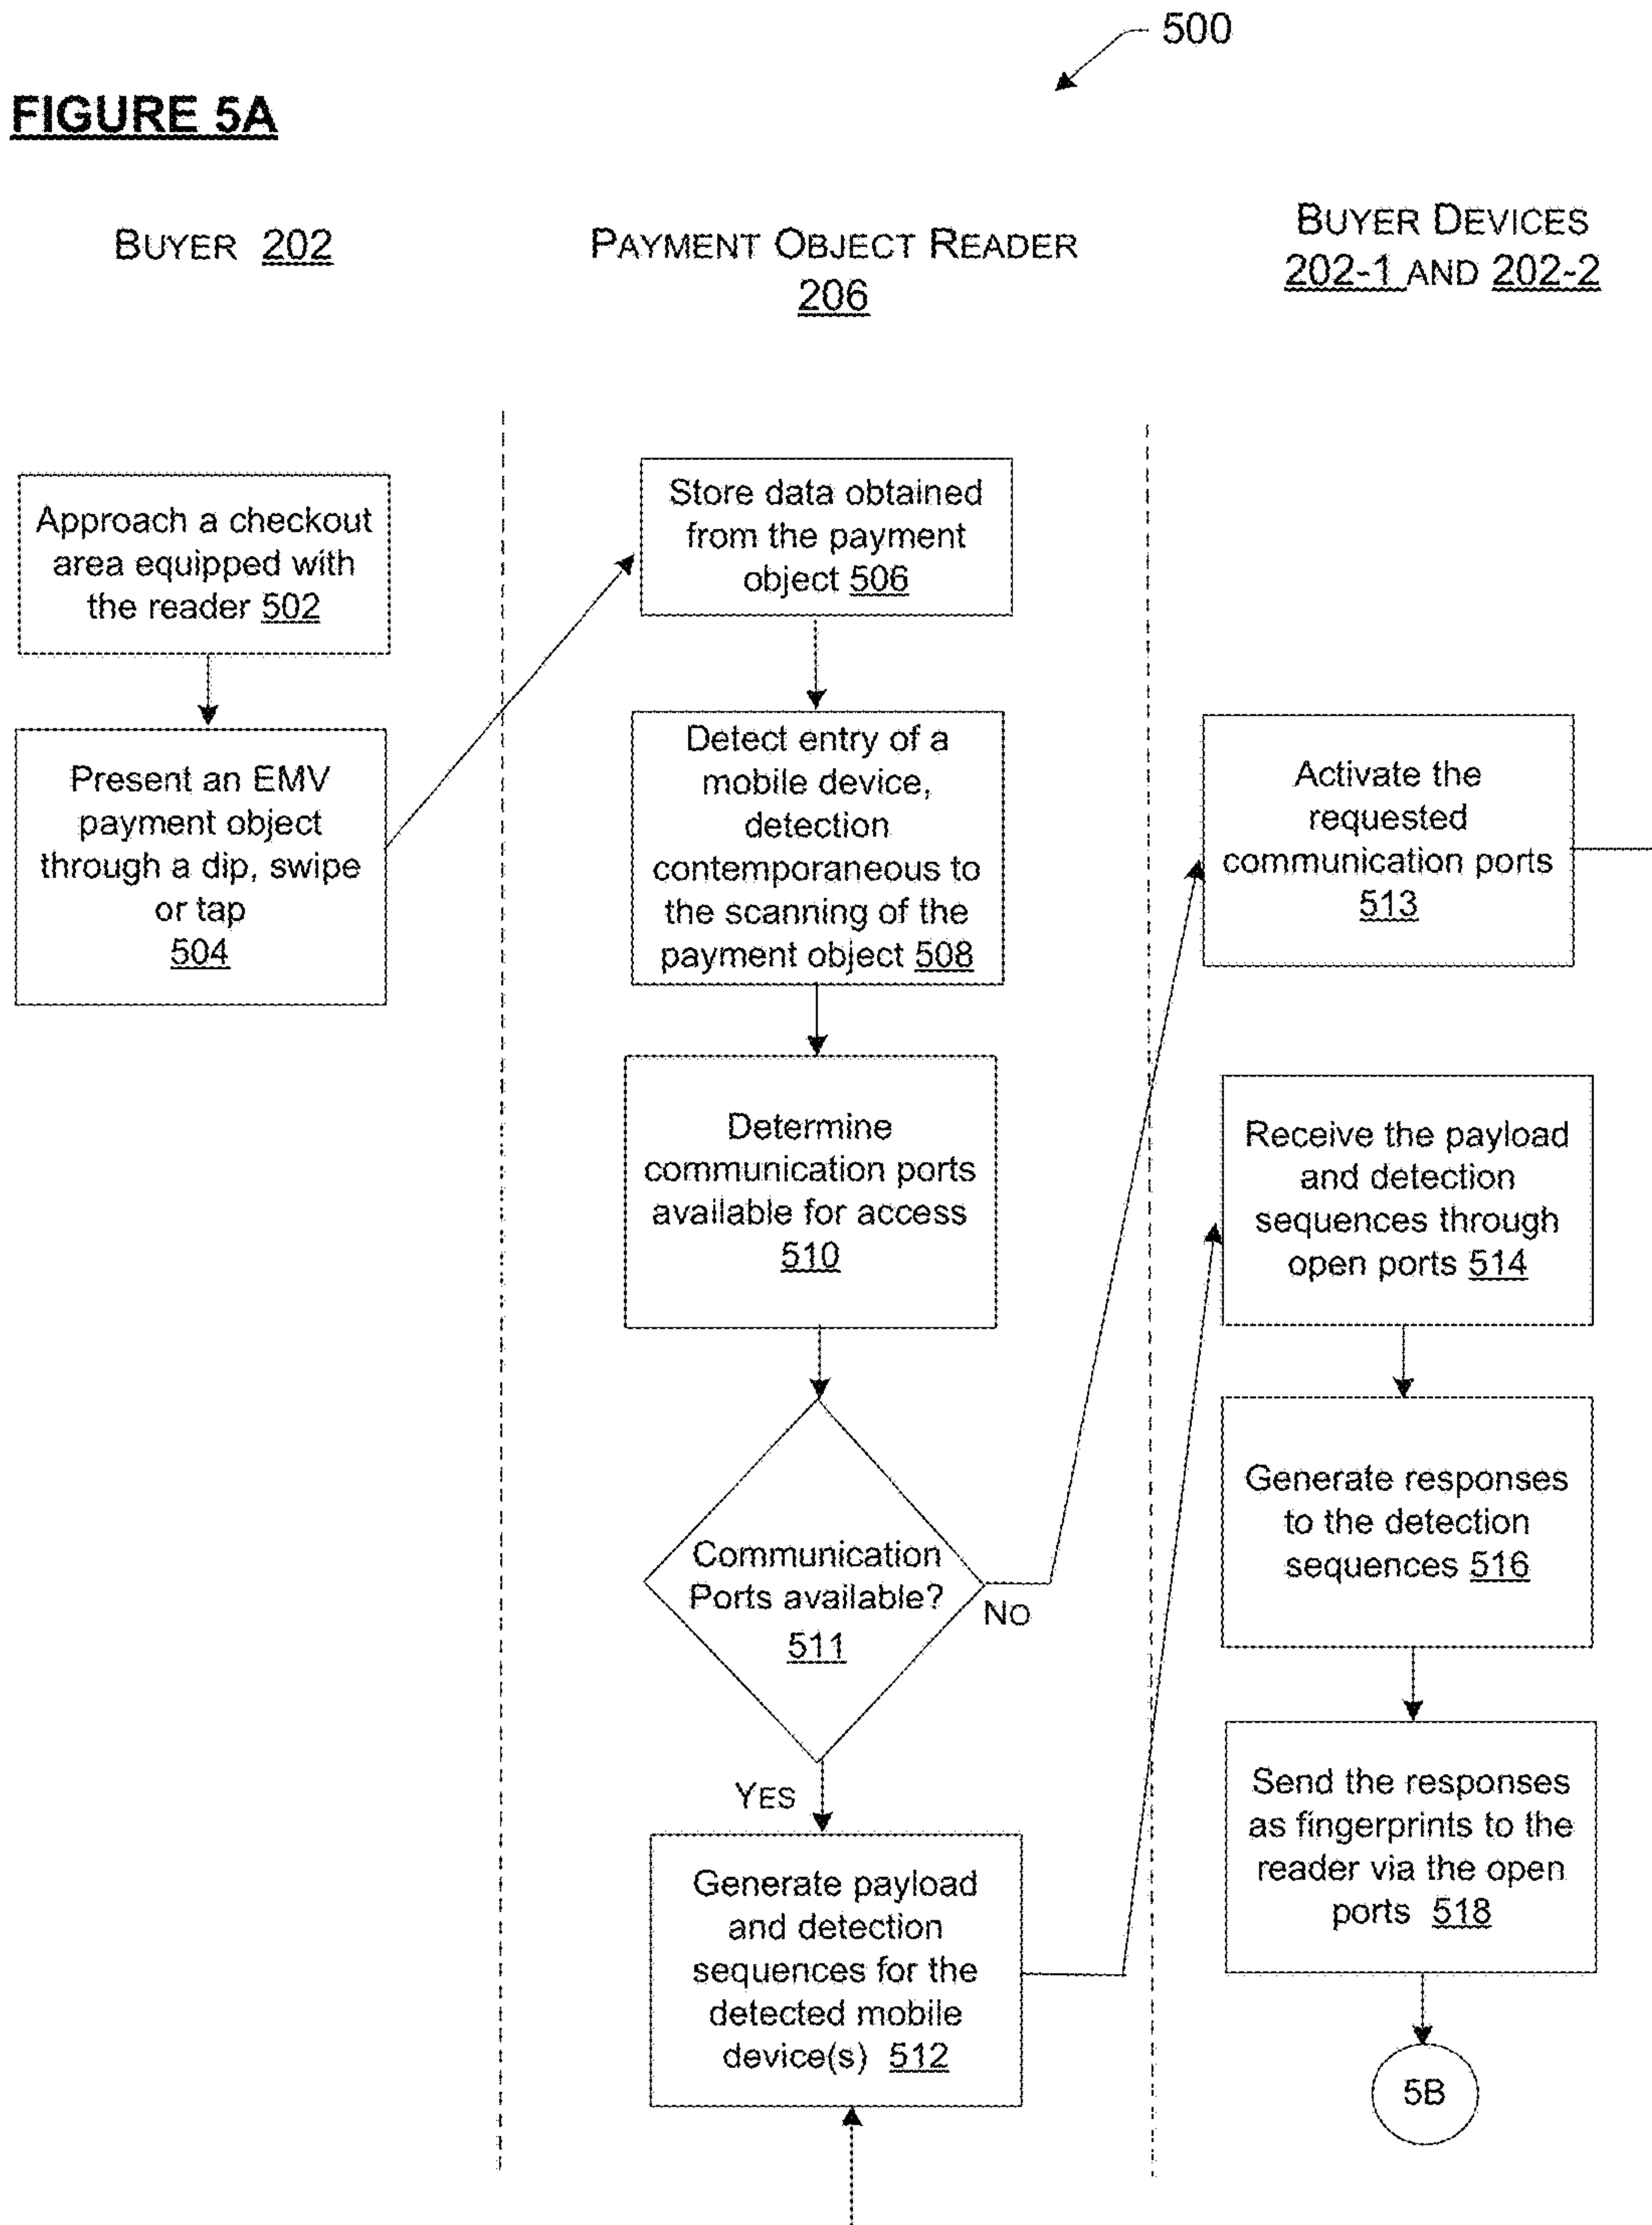 500
FIGURE 5A
BUYER 202
PAYMENT OBJECT READER
206
BUYER DEVICES
202-1 AND 202-2
Approach a checkout
area equipped with
the reader 502
Present an EMV
payment object
through a dip, swipe
or tap
504
Store data obtained
from the payment
object 506
Detect entry of a
mobile device,
detection
contemporaneous to
the scanning of the
payment object 508
Determine
communication ports
available for access
510
Communication
Ports available?
511
NO
YES
Generate payload
and detection
sequences for the
detected mobile
device(s) 512
Activate the
requested
communication ports
513
Receive the payload
and detection
sequences through
open ports 514
Generate responses
to the detection
sequences 516
Send the responses
as fingerprints to the
reader via the open
ports 518
5B